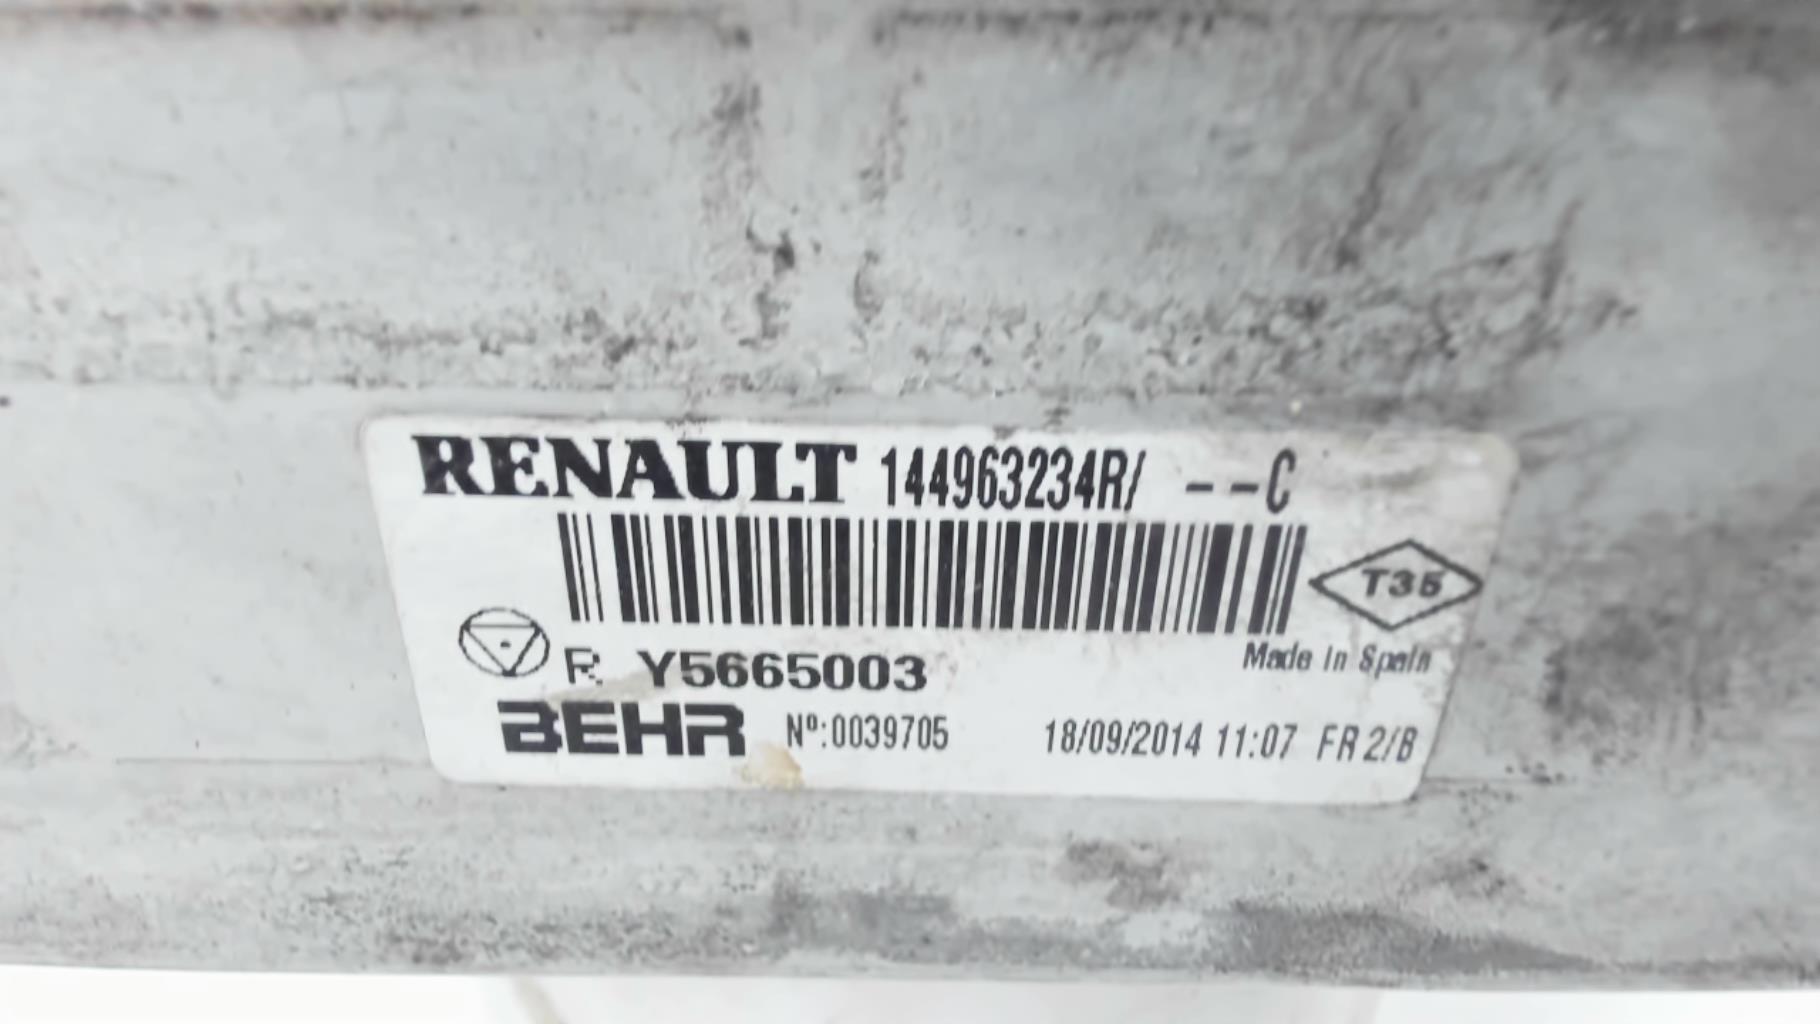 RENAULT 144963234R/ --C
T35
Made in Spain
R Y5665003
BEHR Nº:0039705 18/09/2014 11:07 FR 2/B